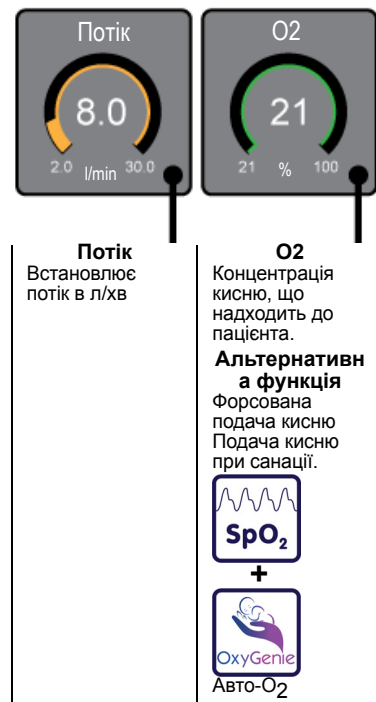 Потік
8.0
2.0 l/min 30.0
O2
21
21 % 100
Потік
Встановлює
потік в л/хв
O2
Концентрація
кисню, що
надходить до
пацієнта.
Альтернативн
а функція
Форсована
подача кисню
Подача кисню
при санації.
SpO2
+
OxyGenie
Авто-O2